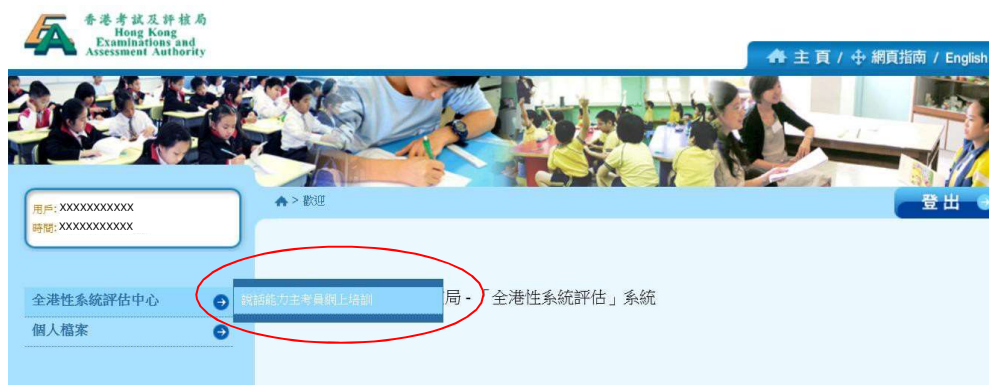 香港考試及評核局
Hong Kong
Examinations and
Assessment Authority
主頁 / 網頁指南 / English
用戶: XXXXXXXXXXX
時間: XXXXXXXXXXX
> 歡迎
登出
全港性系統評估中心
說話能力主考員網上培訓
局 - 「全港性系統評估」系統
個人檔案